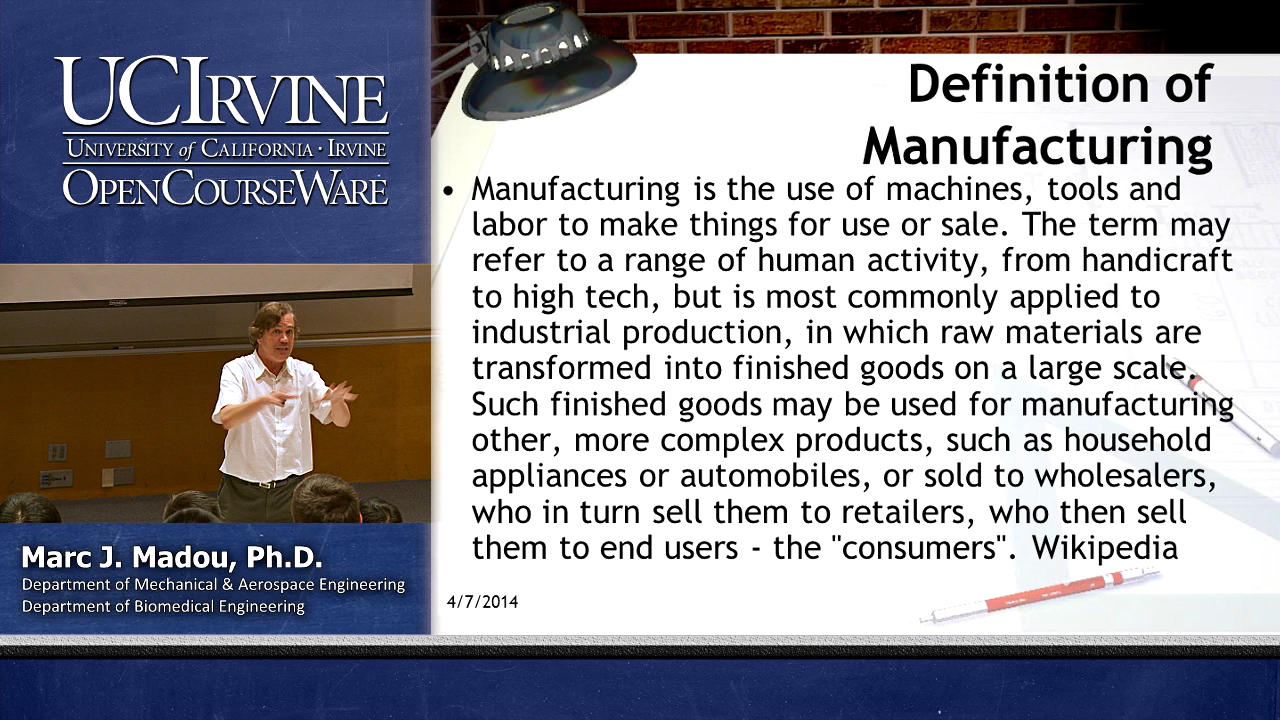 UCIRVINE
UNIVERSITY of CALIFORNIA · IRVINE
OPENCOURSEWARE
Marc J. Madou, Ph.D.
Department of Mechanical & Aerospace Engineering
Department of Biomedical Engineering
Definition of
Manufacturing
• Manufacturing is the use of machines, tools and
labor to make things for use or sale. The term may
refer to a range of human activity, from handicraft
to high tech, but is most commonly applied to
industrial production, in which raw materials are
transformed into finished goods on a large scale.
Such finished goods may be used for manufacturing
other, more complex products, such as household
appliances or automobiles, or sold to wholesalers,
who in turn sell them to retailers, who then sell
them to end users - the "consumers". Wikipedia
4/7/2014